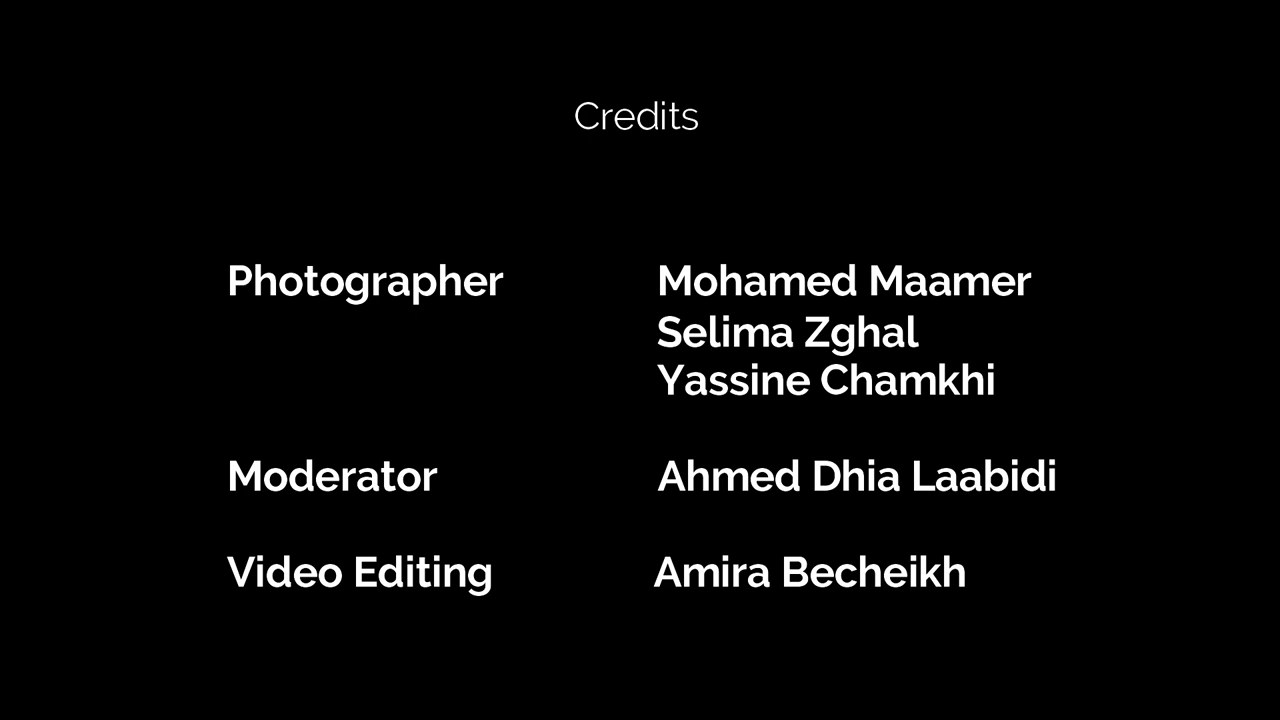 Credits
Photographer Mohamed Maamer
Selima Zghal
Yassine Chamkhi
Moderator Ahmed Dhia Laabidi
Video Editing Amira Becheikh